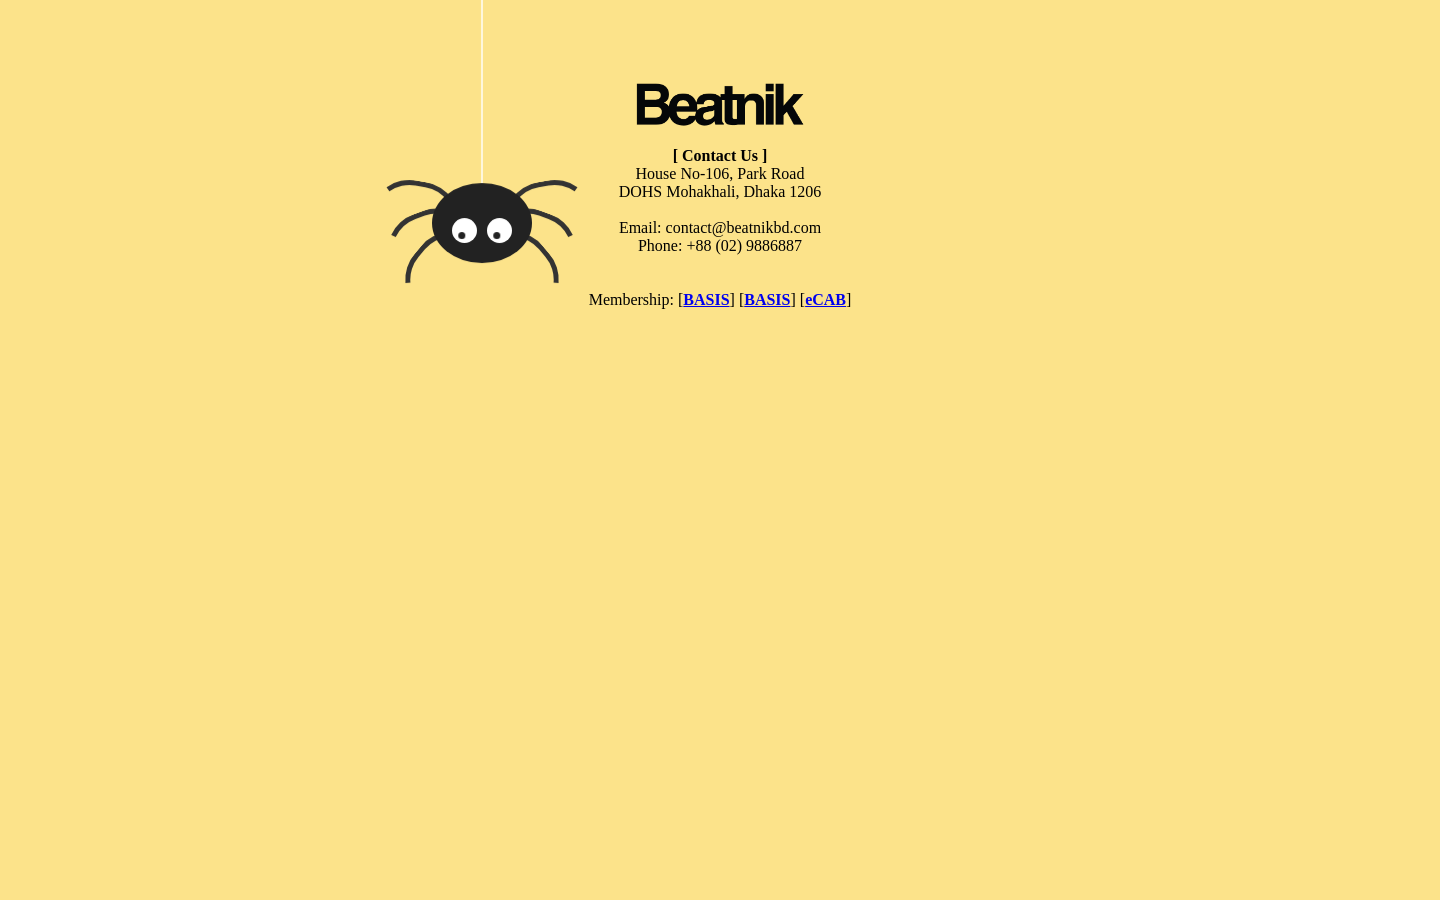 Beatnik
[ Contact Us ]
House No-106, Park Road
DOHS Mohakhali, Dhaka 1206
Email: contact@beatnikbd.com
Phone: +88 (02) 9886887
Membership: [BASIS] [BASIS] [eCAB]